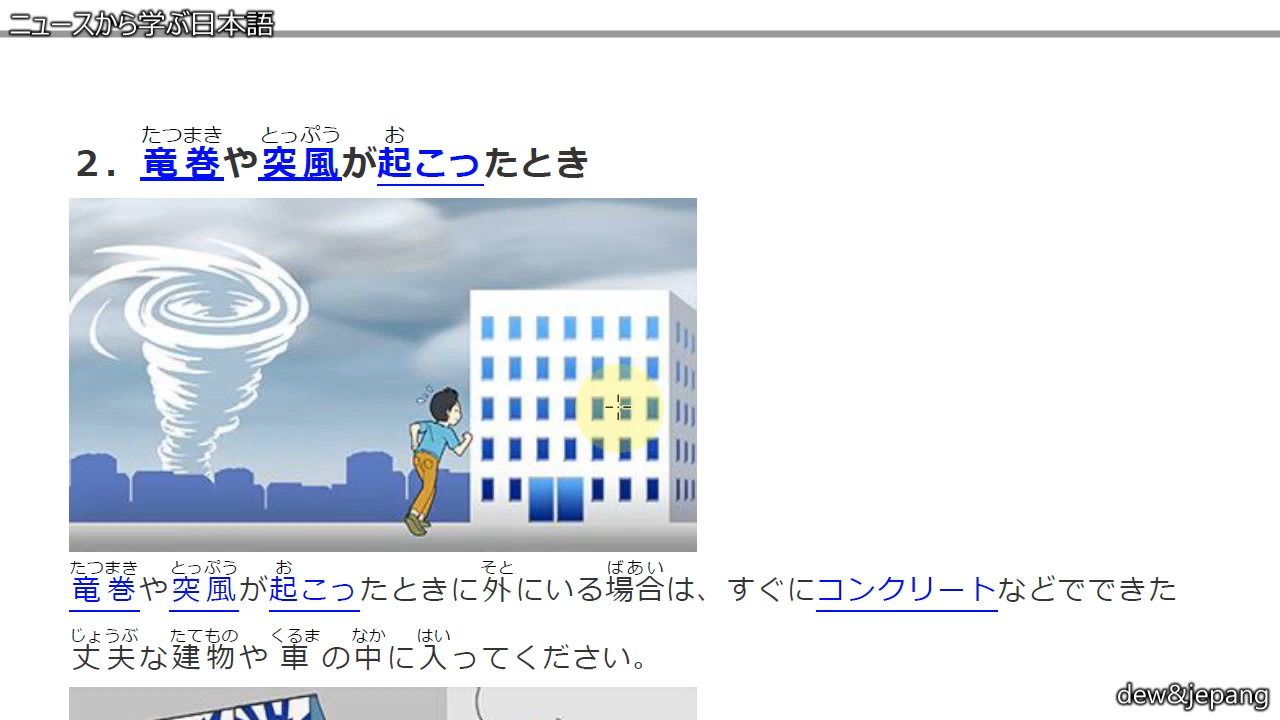 ニュースから学ぶ日本語
たつまき とっぷう お
２．竜巻や突風が起こったとき
たつまき とっぷう お そと ばあい
竜巻や突風が起こったときに外にいる場合は、すぐにコンクリートなどでできた
じょうぶ たてもの くるま なか はい
丈夫な建物や車の中に入ってください。
dew&jepang